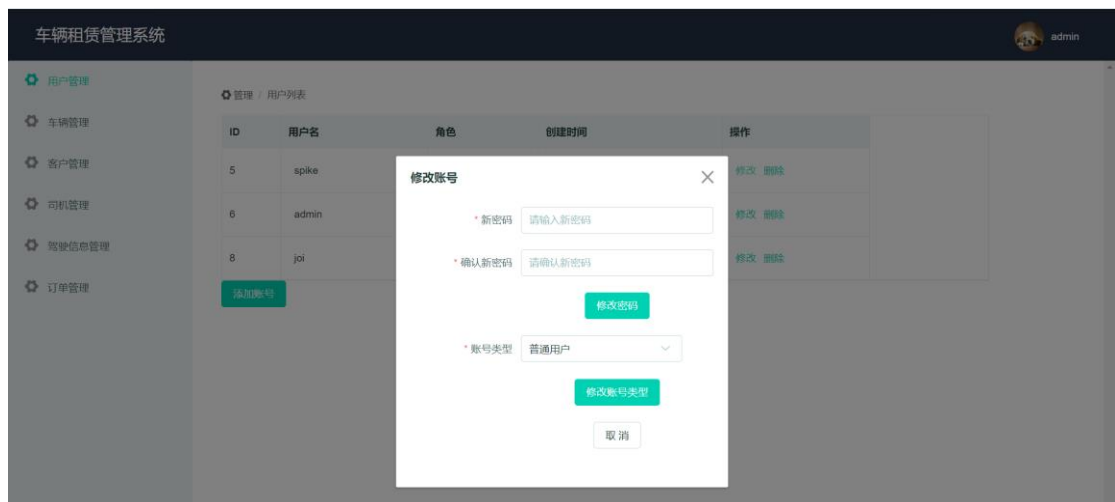 车辆租赁管理系统
admin
用户管理
车辆管理
客户管理
司机管理
驾驶信息管理
订单管理
管理 / 用户列表
ID 用户名 角色 创建时间 操作
5 spike 修改 删除
6 admin 修改 删除
8 joi 修改 删除
添加账号
修改账号
* 新密码 请输入新密码
* 确认新密码 请确认新密码
修改密码
* 账号类型 普通用户
修改账号类型
取消